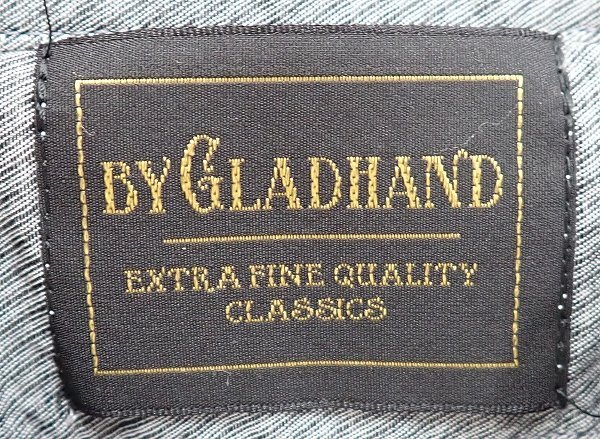 BY GLADHAND
EXTRA FINE QUALITY
CLASSICS